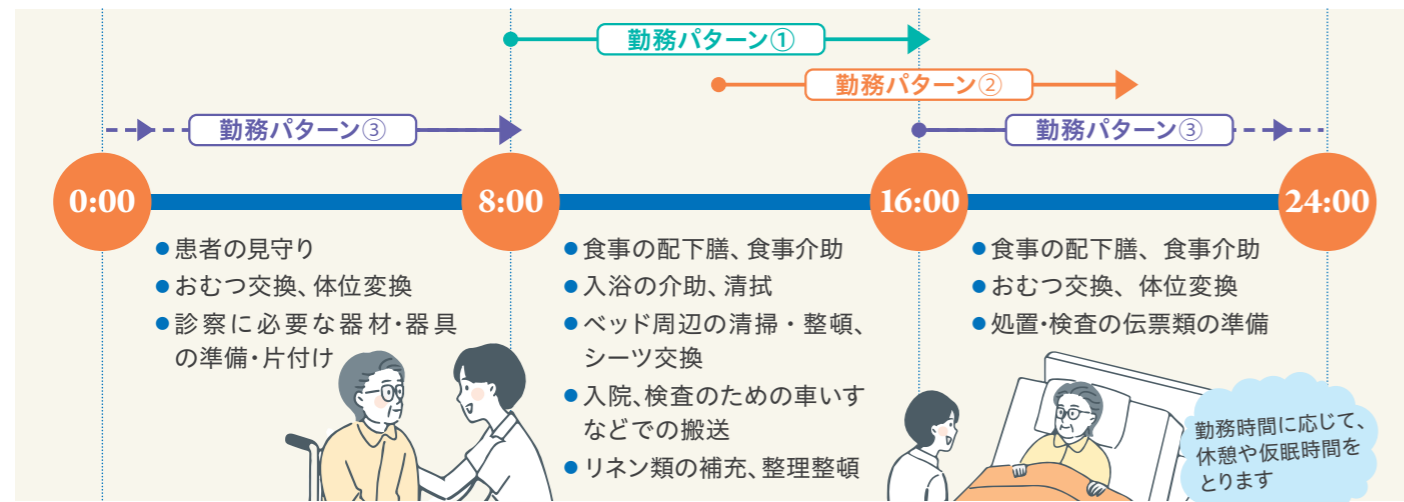 勤務パターン①
勤務パターン②
勤務パターン③
勤務パターン③
0:00
8:00
16:00
24:00
●患者の見守り
●おむつ交換、体位変換
●診察に必要な器材・器具
の準備・片付け
●食事の配下膳、食事介助
●入浴の介助、清拭
●ベッド周辺の清掃・整頓、
シーツ交換
●入院、検査のための車いす
などでの搬送
●リネン類の補充、整理整頓
●食事の配下膳、食事介助
●おむつ交換、体位変換
●処置・検査の伝票類の準備
勤務時間に応じて、
休憩や仮眠時間を
とります